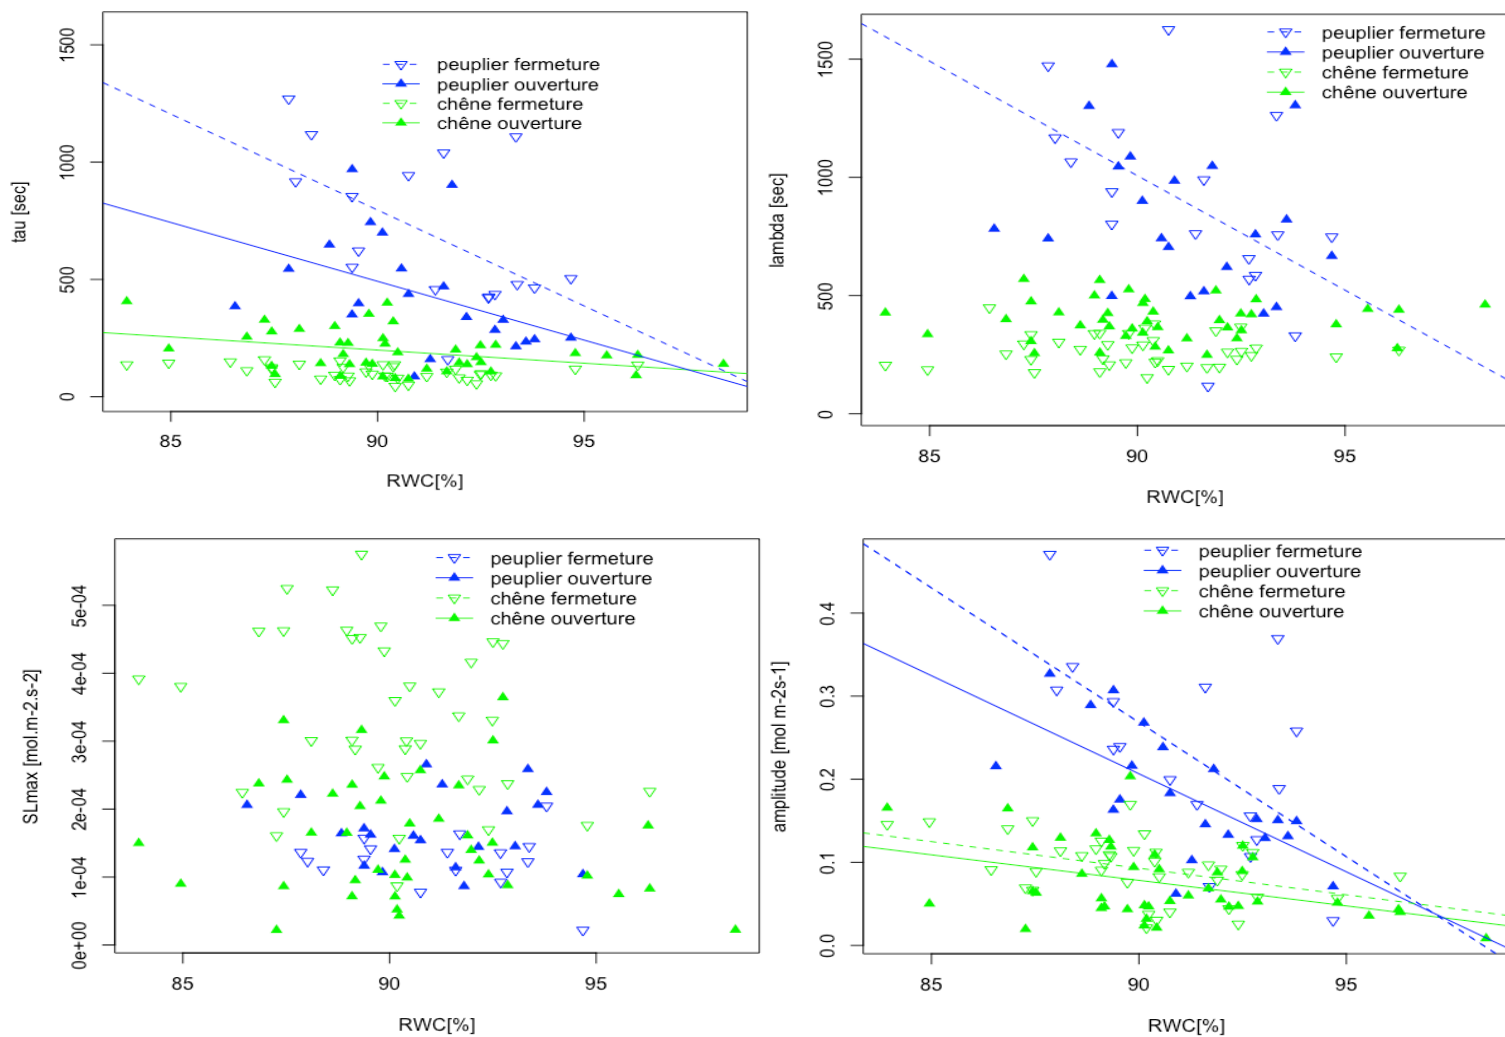 1500
1000
500
0
tau [sec]
peuplier fermeture
peuplier ouverture
chêne fermeture
chêne ouverture
85
90
95
RWC[%]
1500
1000
500
0
lambda [sec]
peuplier fermeture
peuplier ouverture
chêne fermeture
chêne ouverture
85
90
95
RWC[%]
5e-04
4e-04
3e-04
2e-04
1e-04
0e+00
SLmax [mol.m-2.s-2]
peuplier fermeture
peuplier ouverture
chêne fermeture
chêne ouverture
85
90
95
RWC[%]
0.4
0.3
0.2
0.1
0.0
amplitude [mol m-2s-1]
peuplier fermeture
peuplier ouverture
chêne fermeture
chêne ouverture
85
90
95
RWC[%]